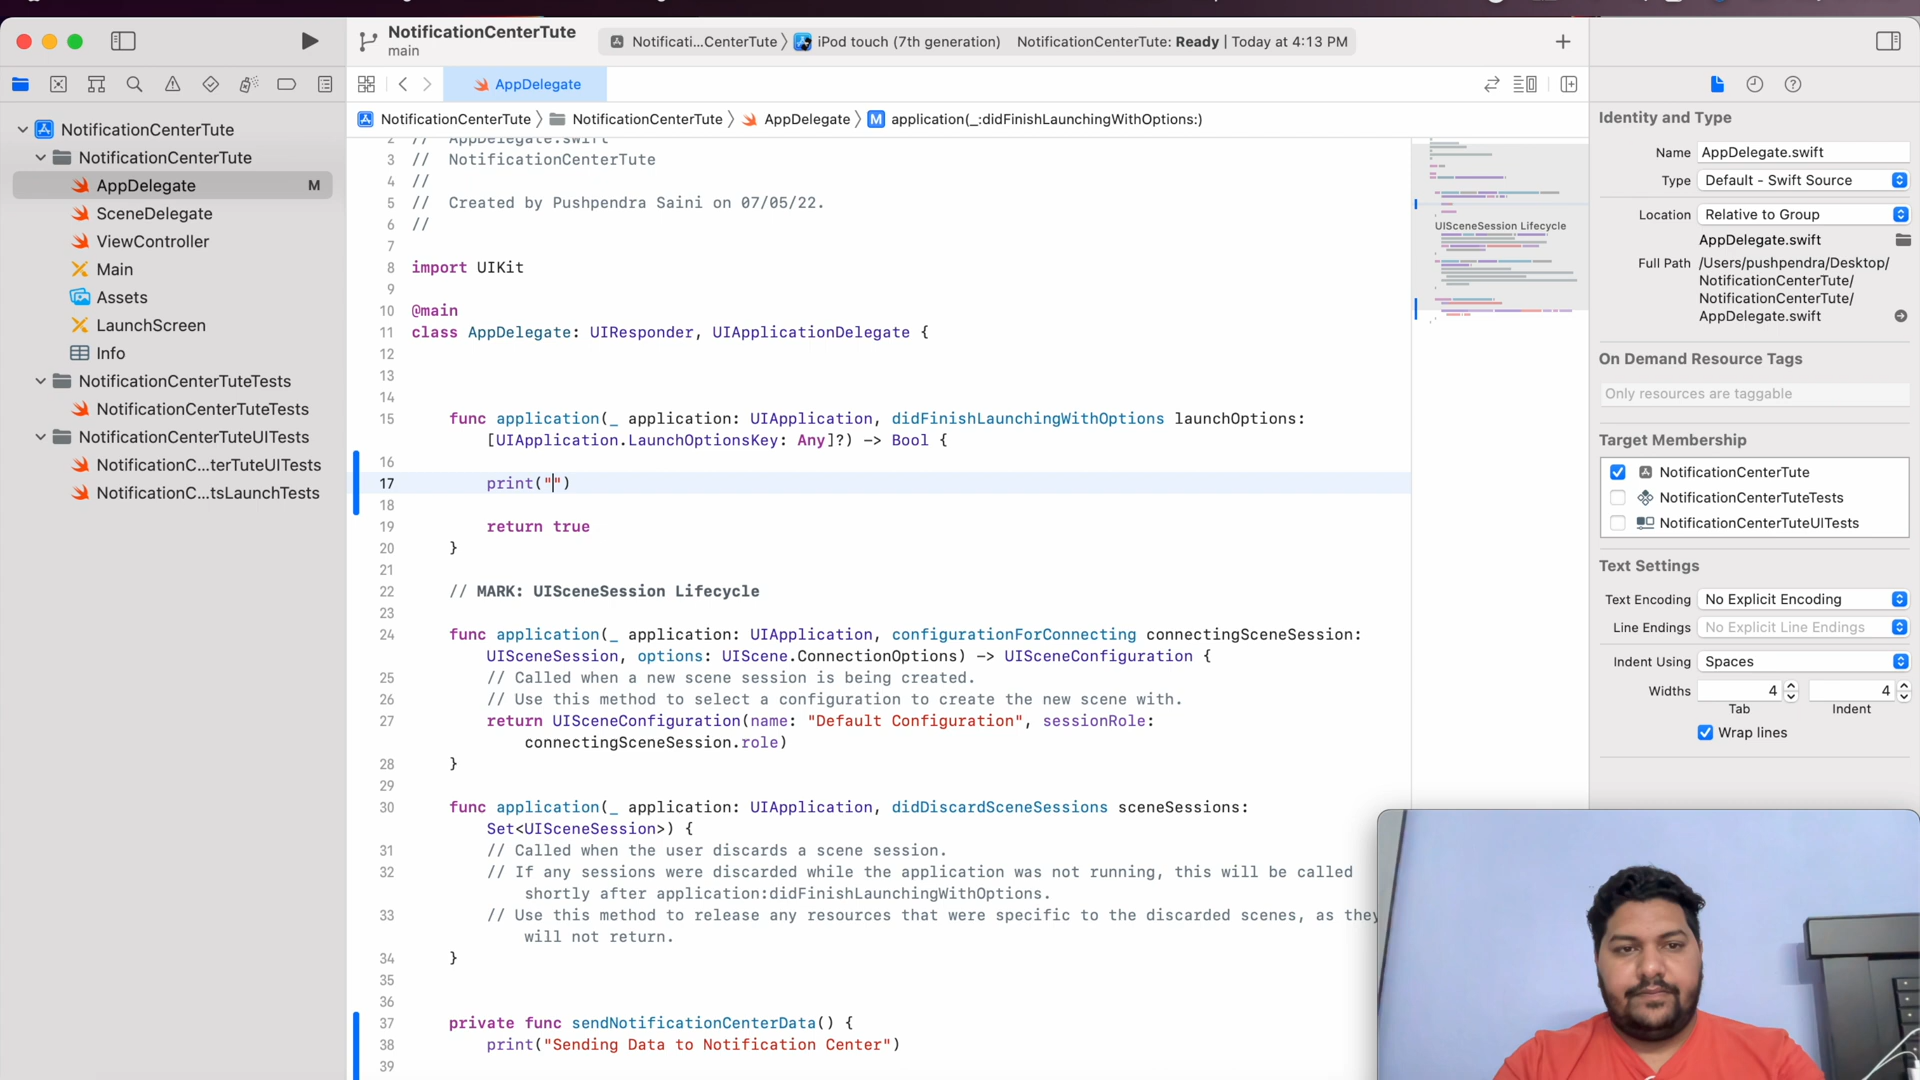 NotificationCenterTute
main
Notificati...CenterTute
iPod touch (7th generation)
NotificationCenterTute: Ready | Today at 4:13 PM
AppDelegate
NotificationCenterTute
NotificationCenterTute
AppDelegate
M
application(_:didFinishLaunchingWithOptions:)
NotificationCenterTute
NotificationCenterTute
AppDelegate
M
SceneDelegate
ViewController
Main
Assets
LaunchScreen
Info
NotificationCenterTuteTests
NotificationCenterTuteTests
NotificationCenterTuteUITests
NotificationC...terTuteUITests
NotificationC...tsLaunchTests
2 // AppDelegate.swift
3 // NotificationCenterTute
4 //
5 // Created by Pushpendra Saini on 07/05/22.
6 //
7
8 import UIKit
9
10 @main
11 class AppDelegate: UIResponder, UIApplicationDelegate {
12
13
14
15 func application(_ application: UIApplication, didFinishLaunchingWithOptions launchOptions:
[UIApplication.LaunchOptionsKey: Any]?) -> Bool {
16
17 print("")
18
19 return true
20 }
21
22 // MARK: UISceneSession Lifecycle
23
24 func application(_ application: UIApplication, configurationForConnecting connectingSceneSession:
UISceneSession, options: UIScene.ConnectionOptions) -> UISceneConfiguration {
25 // Called when a new scene session is being created.
26 // Use this method to select a configuration to create the new scene with.
27 return UISceneConfiguration(name: "Default Configuration", sessionRole:
connectingSceneSession.role)
28 }
29
30 func application(_ application: UIApplication, didDiscardSceneSessions sceneSessions:
Set<UISceneSession>) {
31 // Called when the user discards a scene session.
32 // If any sessions were discarded while the application was not running, this will be called
shortly after application:didFinishLaunchingWithOptions.
33 // Use this method to release any resources that were specific to the discarded scenes, as they
will not return.
34 }
35
36
37 private func sendNotificationCenterData() {
38 print("Sending Data to Notification Center")
39
UISceneSession Lifecycle
Identity and Type
Name AppDelegate.swift
Type Default - Swift Source
Location Relative to Group
AppDelegate.swift
Full Path /Users/pushpendra/Desktop/
NotificationCenterTute/
NotificationCenterTute/
AppDelegate.swift
On Demand Resource Tags
Only resources are taggable
Target Membership
NotificationCenterTute
NotificationCenterTuteTests
NotificationCenterTuteUITests
Text Settings
Text Encoding No Explicit Encoding
Line Endings No Explicit Line Endings
Indent Using Spaces
Widths 4 4
Tab Indent
Wrap lines